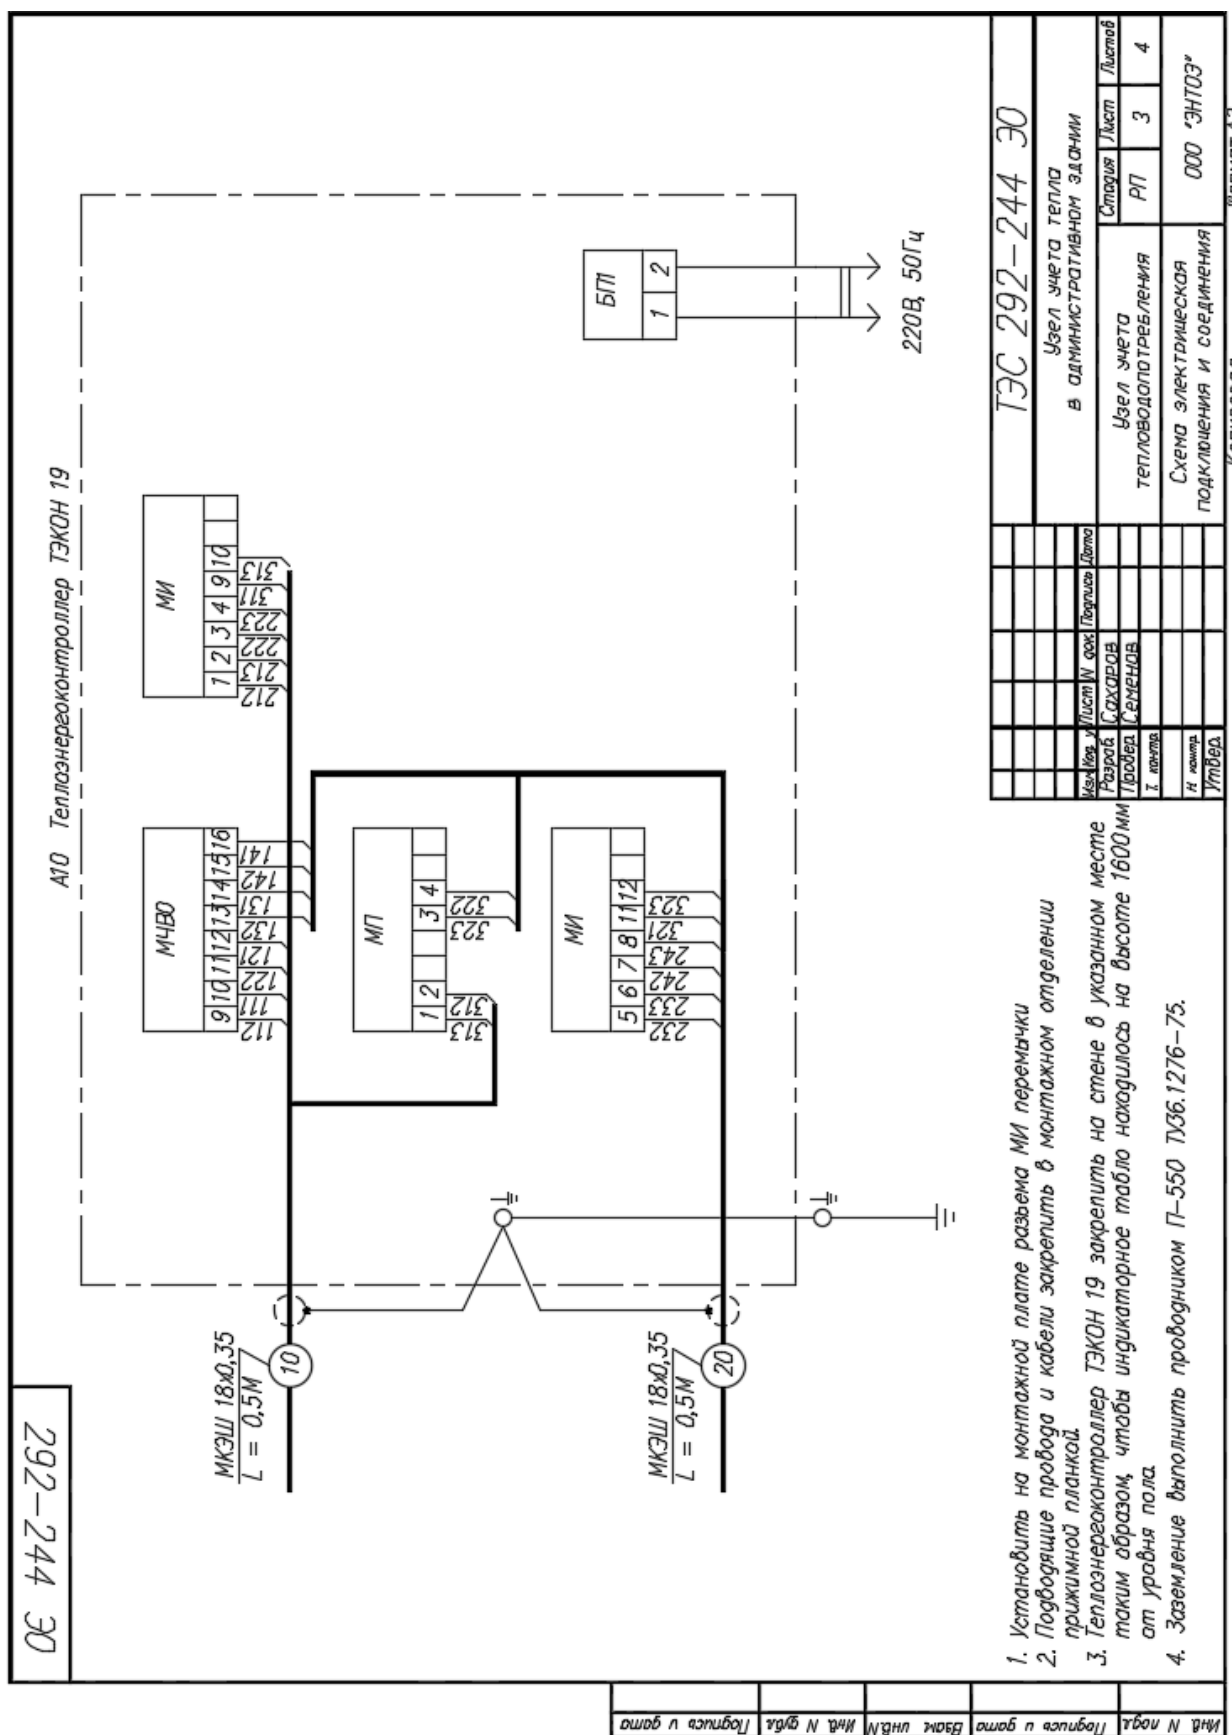 292-244 ЭО
А10 Теплоэнергоконтроллер ТЭКОН 19
МЧВО
9 10 11 12 13 14 15 16
112 111 122 121 132 131 142 141
МИ
1 2 3 4 9 10
212 213 222 223 311 313
МП
1 2 3 4
313 312 323 322
МИ
5 6 7 8 11 12
232 233 242 243 321 323
БП1
1 2
220В, 50Гц
МКЭШ 18х0,35
L = 0,5М
10
МКЭШ 18х0,35
L = 0,5М
20
1. Установить на монтажной плате разъема МИ перемычки
2. Подводящие провода и кабели закрепить в монтажном отделении
прижимной планкой.
3. Теплоэнергоконтроллер ТЭКОН 19 закрепить на стене в указанном месте
таким образом, чтобы индикаторное табло находилось на высоте 1600мм
от уровня пола.
4. Заземление выполнить проводником П-550 ТУ36.1276-75.
ТЭС 292-244 ЭО
Узел учета тепла
в административном здании
Изм. Кол. у Лист N док. Подпись Дата
Разраб. Сахаров
Провер. Семенов
Т. контр.
Н. контр.
Утвер.
Узел учета
тепловодопотребления
Стадия Лист Листов
РП 3 4
Схема электрическая
подключения и соединения
ООО "ЭНТОЭ"
Инв. N подл.
Подпись и дата
Взам. инв.N
Инв. N дубл.
Подпись и дата